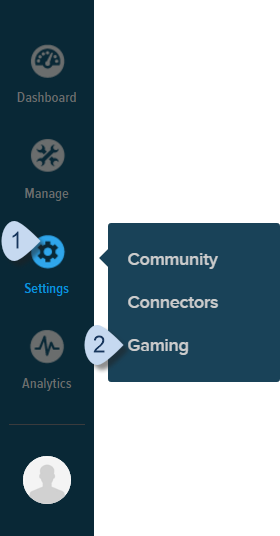 Dashboard
Manage
1
Settings
Community
Connectors
2 Gaming
Analytics